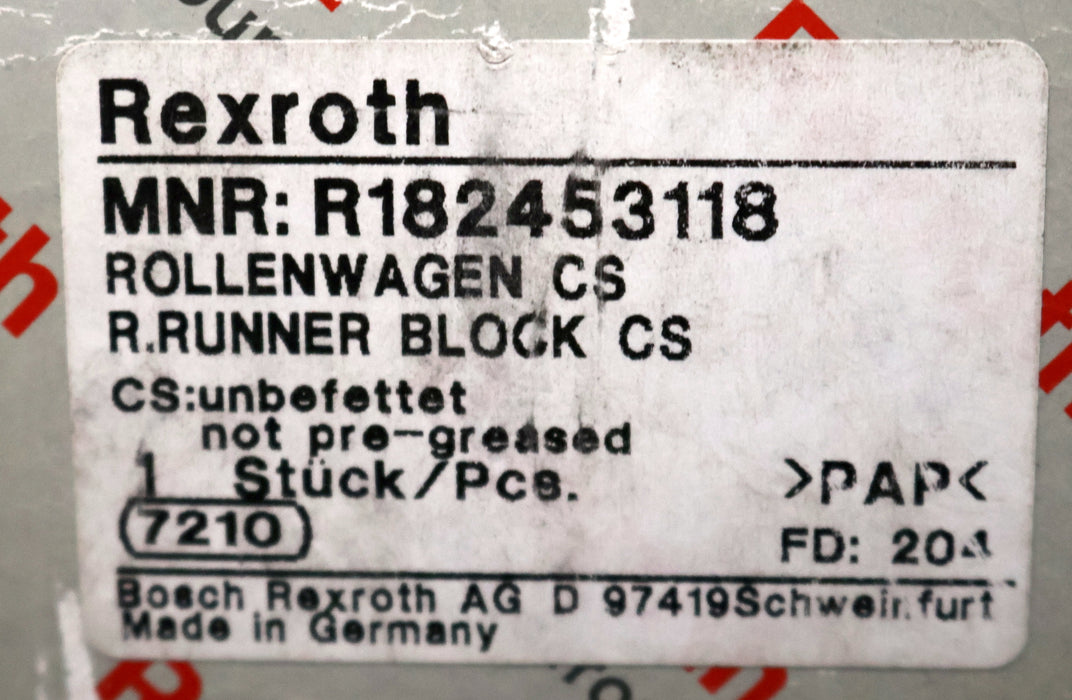 Rexroth
MNR: R182453118
ROLLENWAGEN CS
R.RUNNER BLOCK CS
CS:unbefettet
not pre-greased
1 Stück/Pcs.
>PAP<
7210
FD:
Bosch Rexroth AG D 97419Schweinfurt
Made in Germany